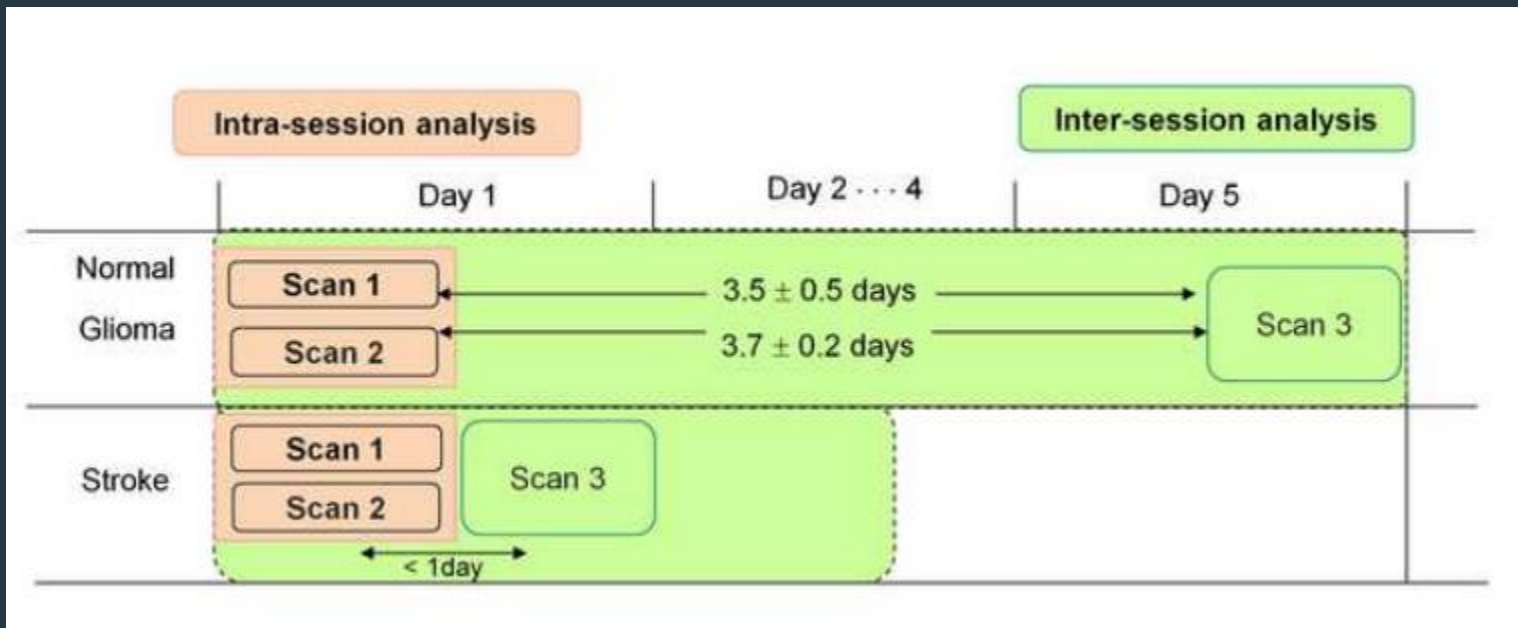 Intra-session analysis
Inter-session analysis
Day 1
Day 2 · · · 4
Day 5
Normal
Glioma
Scan 1
Scan 2
3.5 ± 0.5 days
3.7 ± 0.2 days
Scan 3
Stroke
Scan 1
Scan 2
Scan 3
< 1day